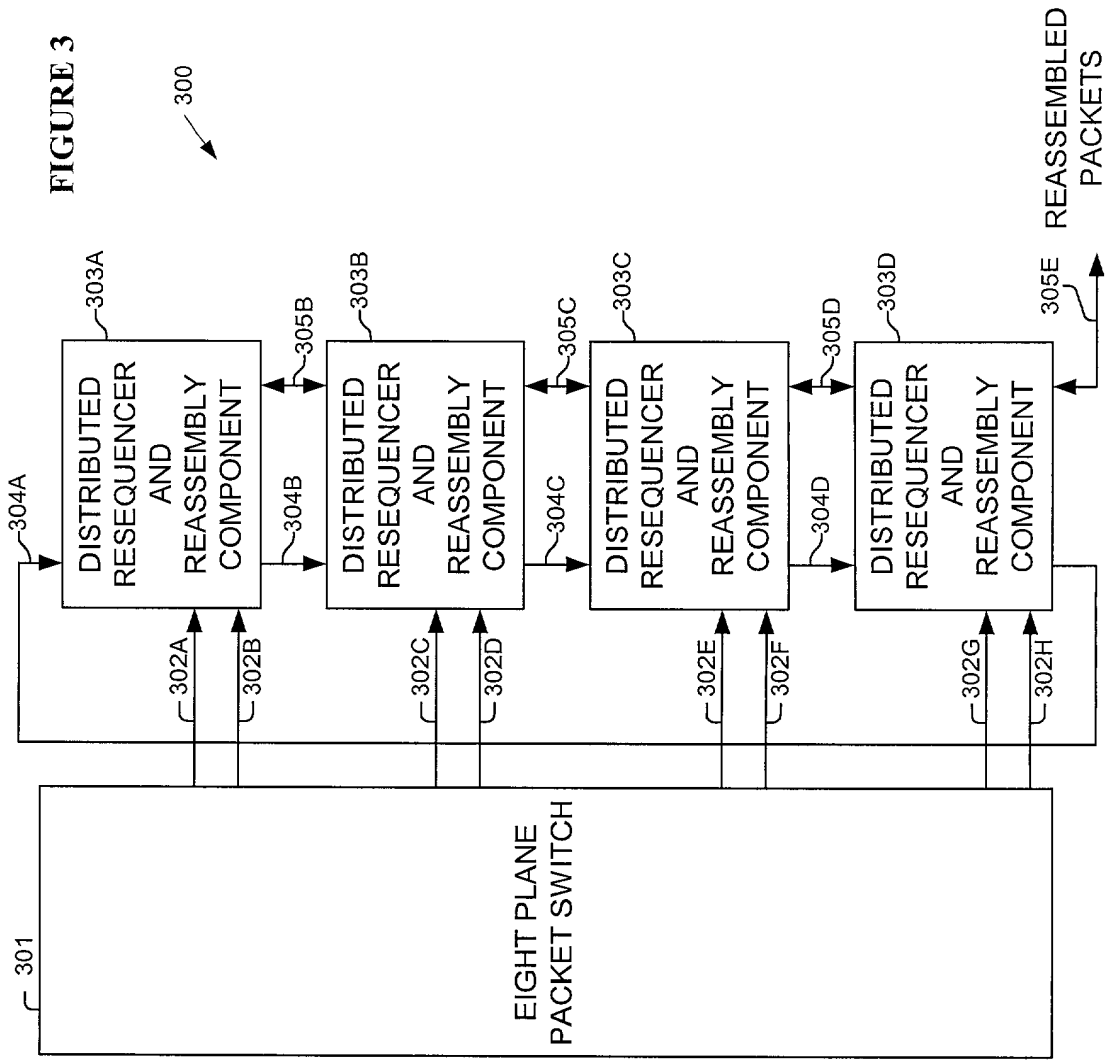 FIGURE 3
300
301
EIGHT PLANE
PACKET SWITCH
302A
302B
302C
302D
302E
302F
302G
302H
304A
303A
DISTRIBUTED
RESEQUENCER
AND
REASSEMBLY
COMPONENT
304B
305B
303B
DISTRIBUTED
RESEQUENCER
AND
REASSEMBLY
COMPONENT
304C
305C
303C
DISTRIBUTED
RESEQUENCER
AND
REASSEMBLY
COMPONENT
304D
305D
303D
DISTRIBUTED
RESEQUENCER
AND
REASSEMBLY
COMPONENT
305E
REASSEMBLED
PACKETS